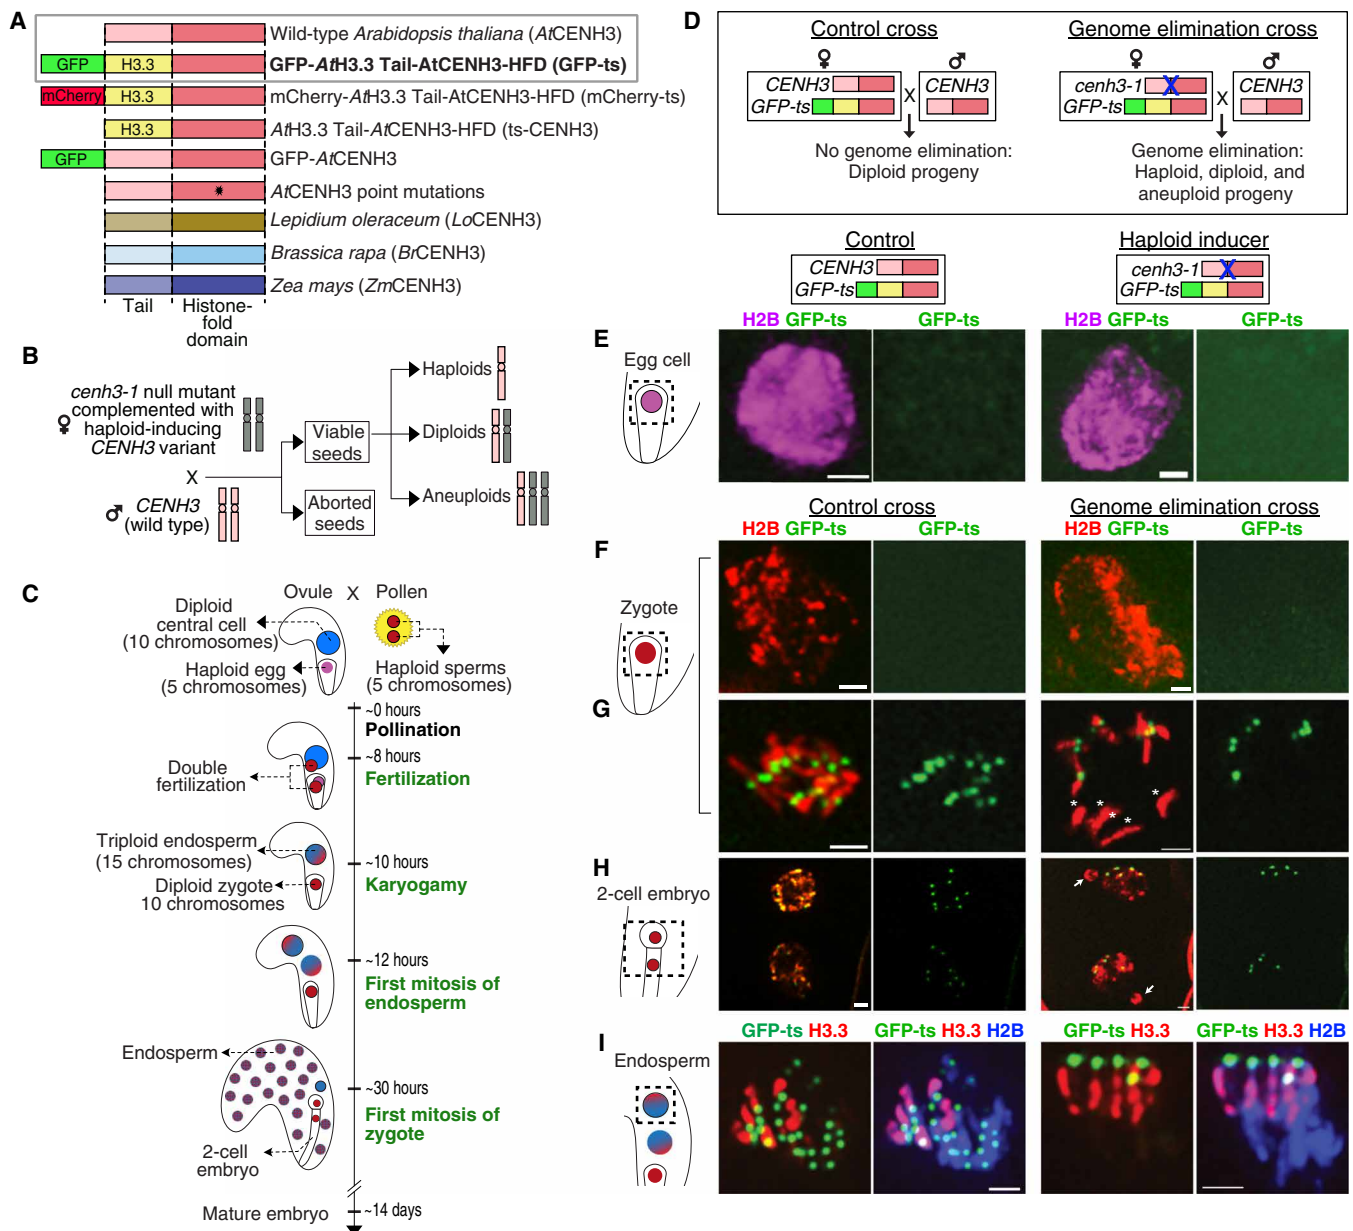 A
Wild-type Arabidopsis thaliana (AtCENH3)
GFP H3.3 GFP-AtH3.3 Tail-AtCENH3-HFD (GFP-ts)
mCherry H3.3 mCherry-AtH3.3 Tail-AtCENH3-HFD (mCherry-ts)
H3.3 AtH3.3 Tail-AtCENH3-HFD (ts-CENH3)
GFP GFP-AtCENH3
AtCENH3 point mutations
Lepidium oleraceum (LoCENH3)
Brassica rapa (BrCENH3)
Zea mays (ZmCENH3)
Tail Histone-
fold
domain
B
cenh3-1 null mutant
complemented with
haploid-inducing
CENH3 variant
♀
X
♂ CENH3
(wild type)
Viable
seeds
Aborted
seeds
Haploids
Diploids
Aneuploids
C
Ovule X Pollen
Diploid
central cell
(10 chromosomes)
Haploid egg
(5 chromosomes)
Haploid sperms
(5 chromosomes)
~0 hours
Pollination
~8 hours
Fertilization
Double
fertilization
Triploid endosperm
(15 chromosomes)
~10 hours
Karyogamy
Diploid zygote
10 chromosomes
~12 hours
First mitosis of
endosperm
Endosperm
~30 hours
First mitosis of
zygote
2-cell
embryo
Mature embryo
~14 days
D
Control cross
♀ ♂
CENH3
GFP-ts
X
CENH3
No genome elimination:
Diploid progeny
Genome elimination cross
♀ ♂
cenh3-1
GFP-ts
X
CENH3
Genome elimination:
Haploid, diploid, and
aneuploid progeny
Control
CENH3
GFP-ts
Haploid inducer
cenh3-1
GFP-ts
H2B GFP-ts GFP-ts H2B GFP-ts GFP-ts
E
Egg cell
Control cross Genome elimination cross
H2B GFP-ts GFP-ts H2B GFP-ts GFP-ts
F
Zygote
G
* * * * *
H
2-cell embryo
GFP-ts H3.3 GFP-ts H3.3 H2B GFP-ts H3.3 GFP-ts H3.3 H2B
I
Endosperm